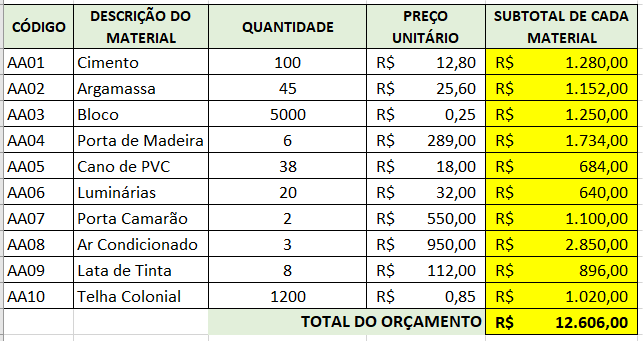 CÓDIGO DESCRIÇÃO DO MATERIAL QUANTIDADE PREÇO UNITÁRIO SUBTOTAL DE CADA MATERIAL
AA01 Cimento 100 R$ 12,80 R$ 1.280,00
AA02 Argamassa 45 R$ 25,60 R$ 1.152,00
AA03 Bloco 5000 R$ 0,25 R$ 1.250,00
AA04 Porta de Madeira 6 R$ 289,00 R$ 1.734,00
AA05 Cano de PVC 38 R$ 18,00 R$ 684,00
AA06 Luminárias 20 R$ 32,00 R$ 640,00
AA07 Porta Camarão 2 R$ 550,00 R$ 1.100,00
AA08 Ar Condicionado 3 R$ 950,00 R$ 2.850,00
AA09 Lata de Tinta 8 R$ 112,00 R$ 896,00
AA10 Telha Colonial 1200 R$ 0,85 R$ 1.020,00
TOTAL DO ORÇAMENTO R$ 12.606,00